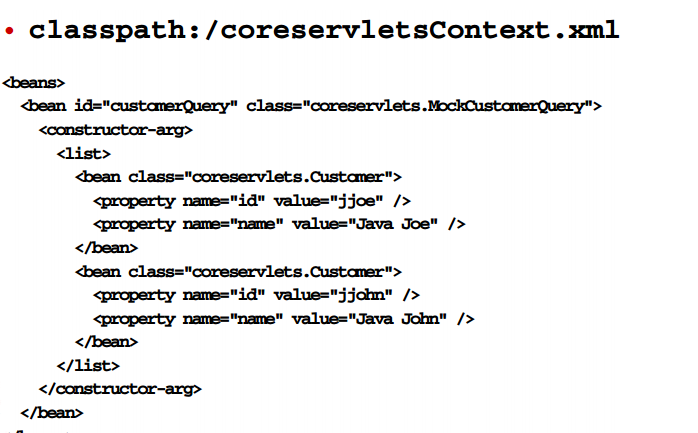 • classpath:/coreservletsContext.xml
<beans>
<bean id="customerQuery" class="coreservlets.MockCustomerQuery">
<constructor-arg>
<list>
<bean class="coreservlets.Customer">
<property name="id" value="jjoe" />
<property name="name" value="Java Joe" />
</bean>
<bean class="coreservlets.Customer">
<property name="id" value="jjohn" />
<property name="name" value="Java John" />
</bean>
</list>
</constructor-arg>
</bean>